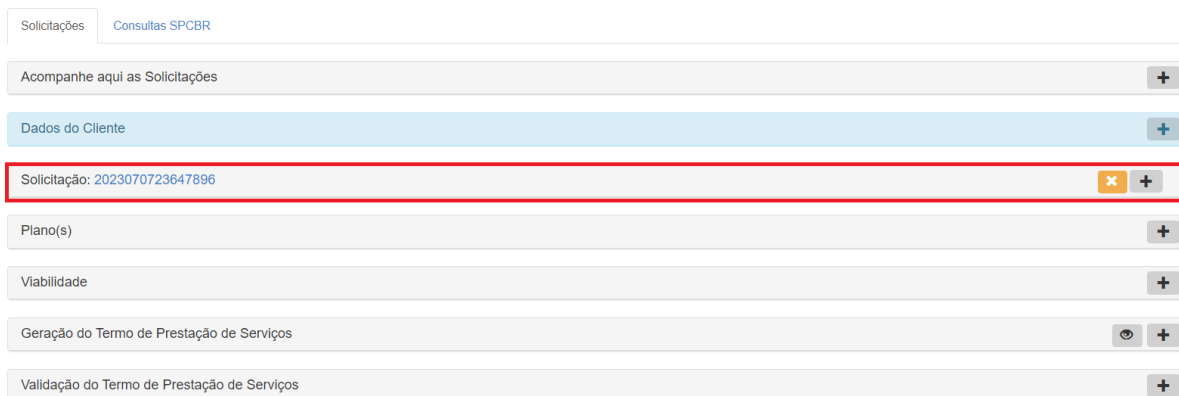 Solicitações Consultas SPCBR
Acompanhe aqui as Solicitações
Dados do Cliente
Solicitação: 2023070723647896
Plano(s)
Viabilidade
Geração do Termo de Prestação de Serviços
Validação do Termo de Prestação de Serviços